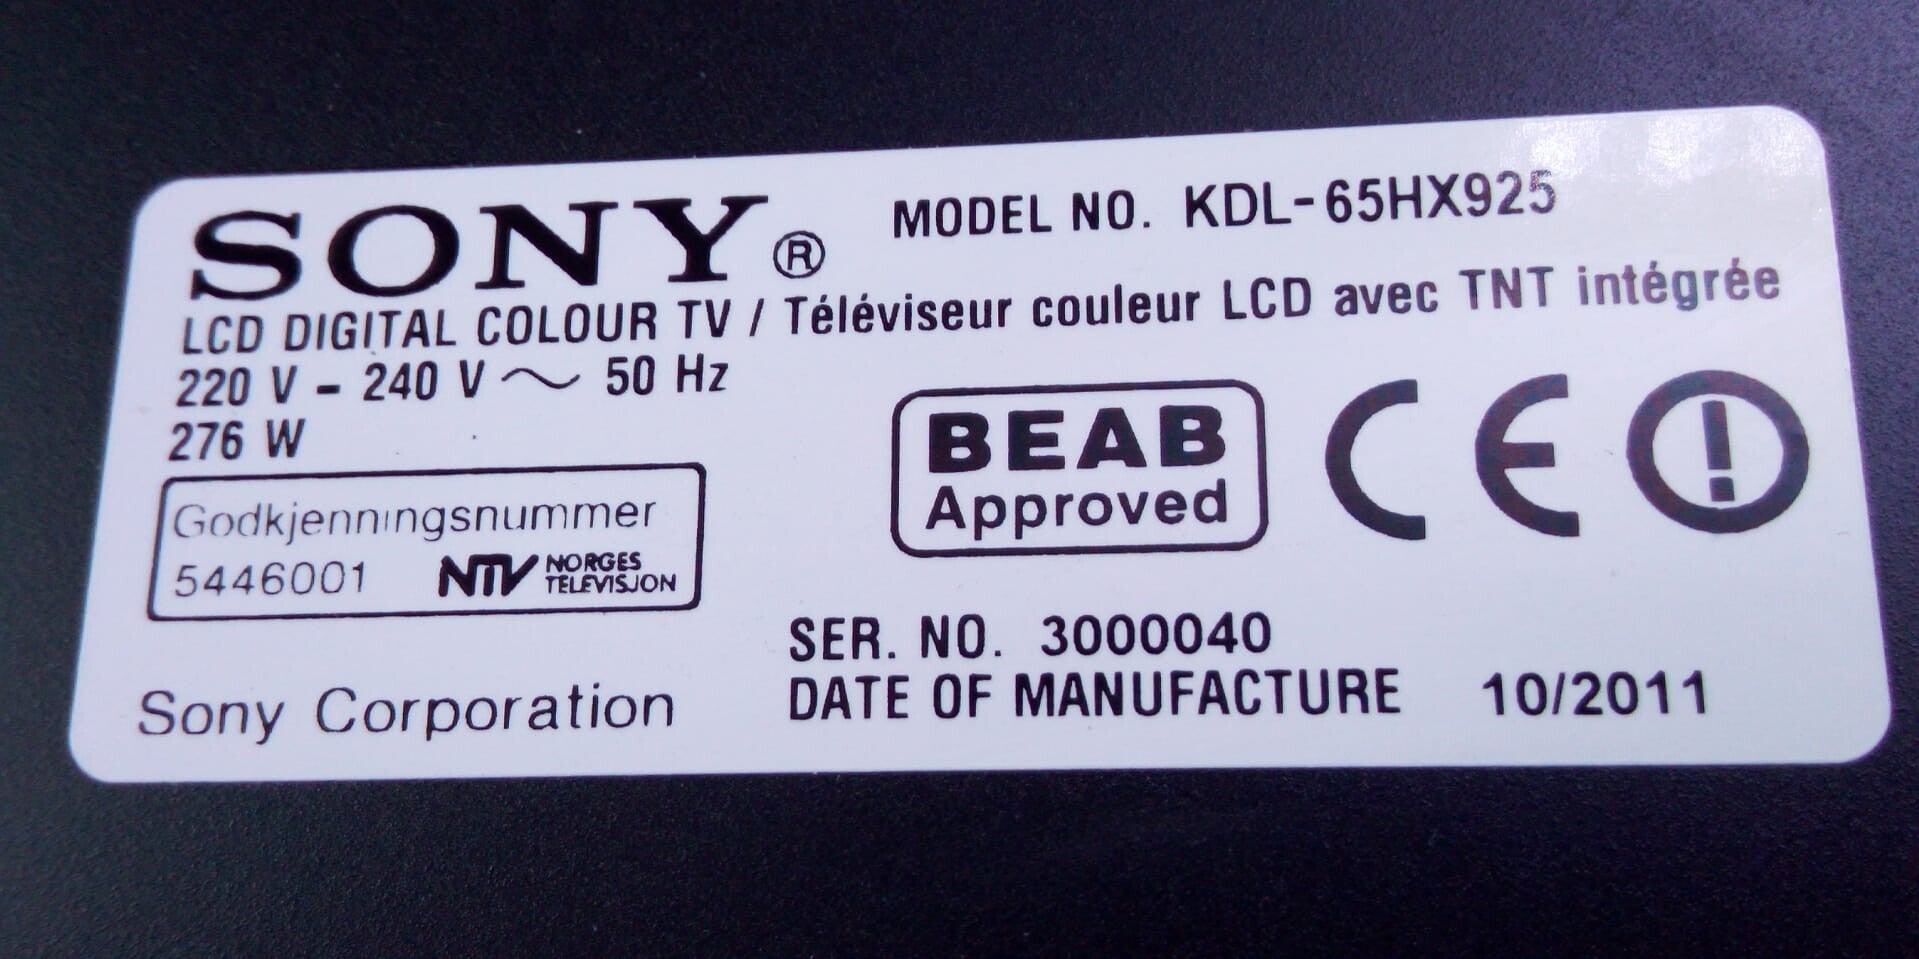 SONY®
MODEL NO. KDL-65HX925
LCD DIGITAL COLOUR TV / Téléviseur couleur LCD avec TNT intégrée
220 V - 240 V ~ 50 Hz
276 W
BEAB
Approved
CE
Godkjenningsnummer
5446001 NTV NORGES
TELEVISJON
SER. NO. 3000040
DATE OF MANUFACTURE 10/2011
Sony Corporation